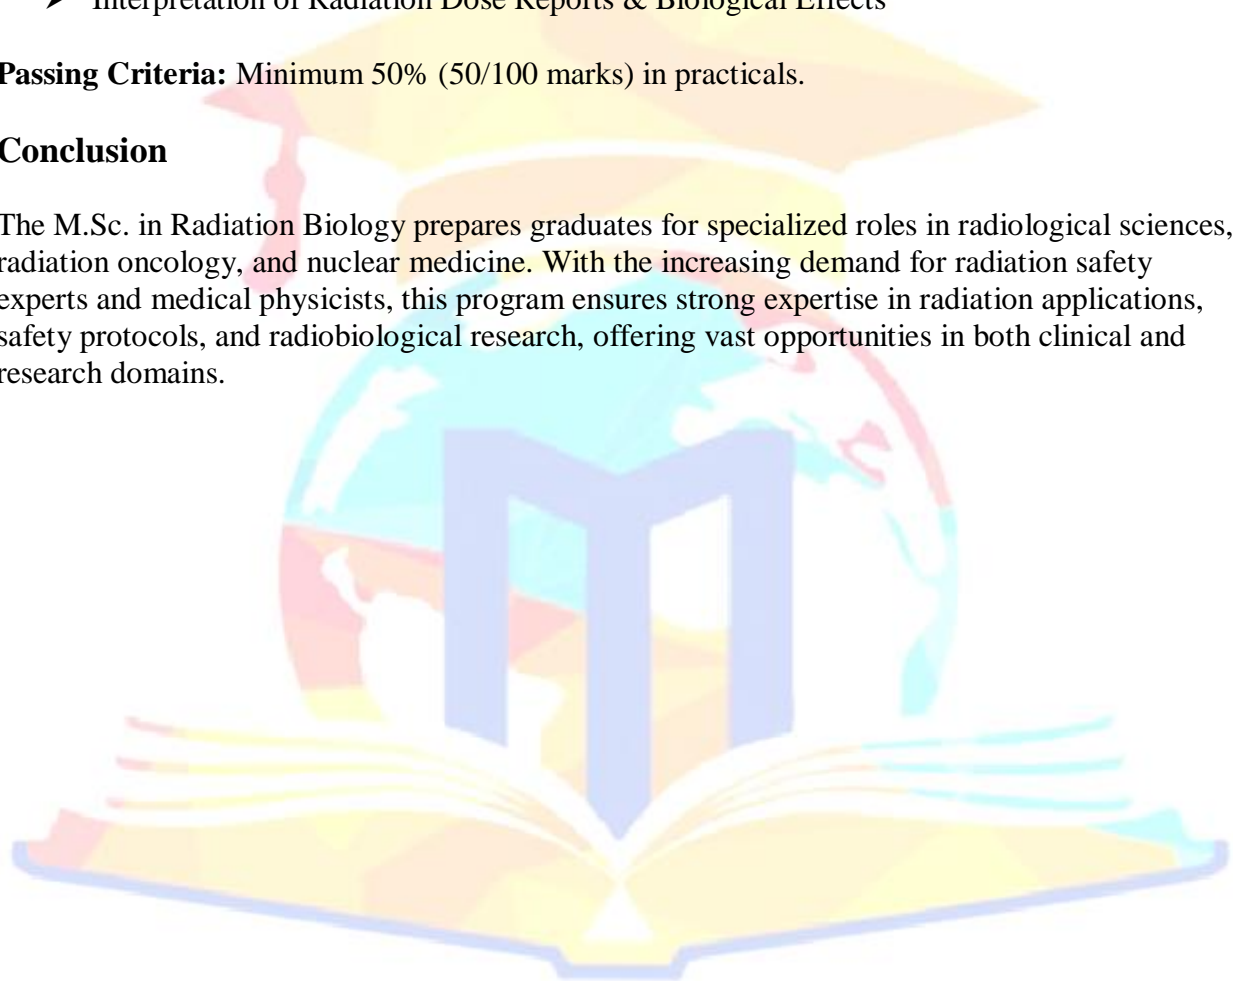 ➤ Interpretation of Radiation Dose Reports & Biological Effects
Passing Criteria: Minimum 50% (50/100 marks) in practicals.
Conclusion
The M.Sc. in Radiation Biology prepares graduates for specialized roles in radiological sciences,
radiation oncology, and nuclear medicine. With the increasing demand for radiation safety
experts and medical physicists, this program ensures strong expertise in radiation applications,
safety protocols, and radiobiological research, offering vast opportunities in both clinical and
research domains.